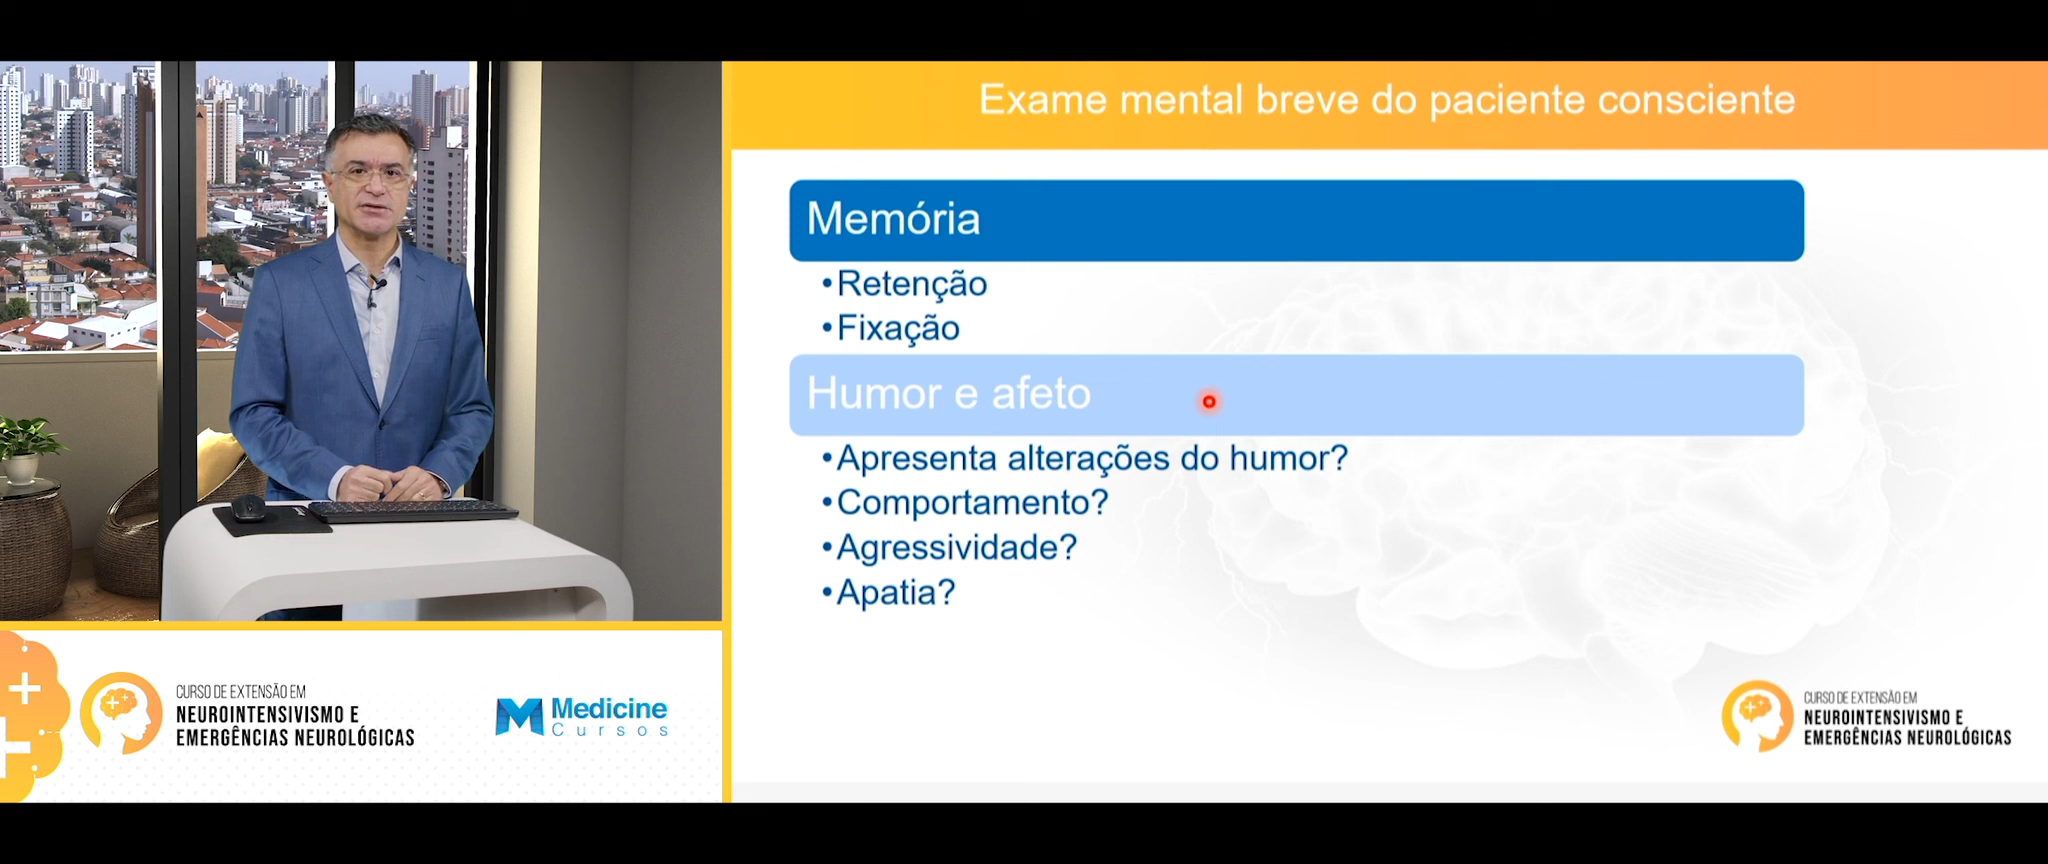 Exame mental breve do paciente consciente
Memória
•Retenção
•Fixação
Humor e afeto
•Apresenta alterações do humor?
•Comportamento?
•Agressividade?
•Apatia?
CURSO DE EXTENSÃO EM
NEUROINTENSIVISMO E
EMERGÊNCIAS NEUROLÓGICAS
Medicine
Cursos
CURSO DE EXTENSÃO EM
NEUROINTENSIVISMO E
EMERGÊNCIAS NEUROLÓGICAS